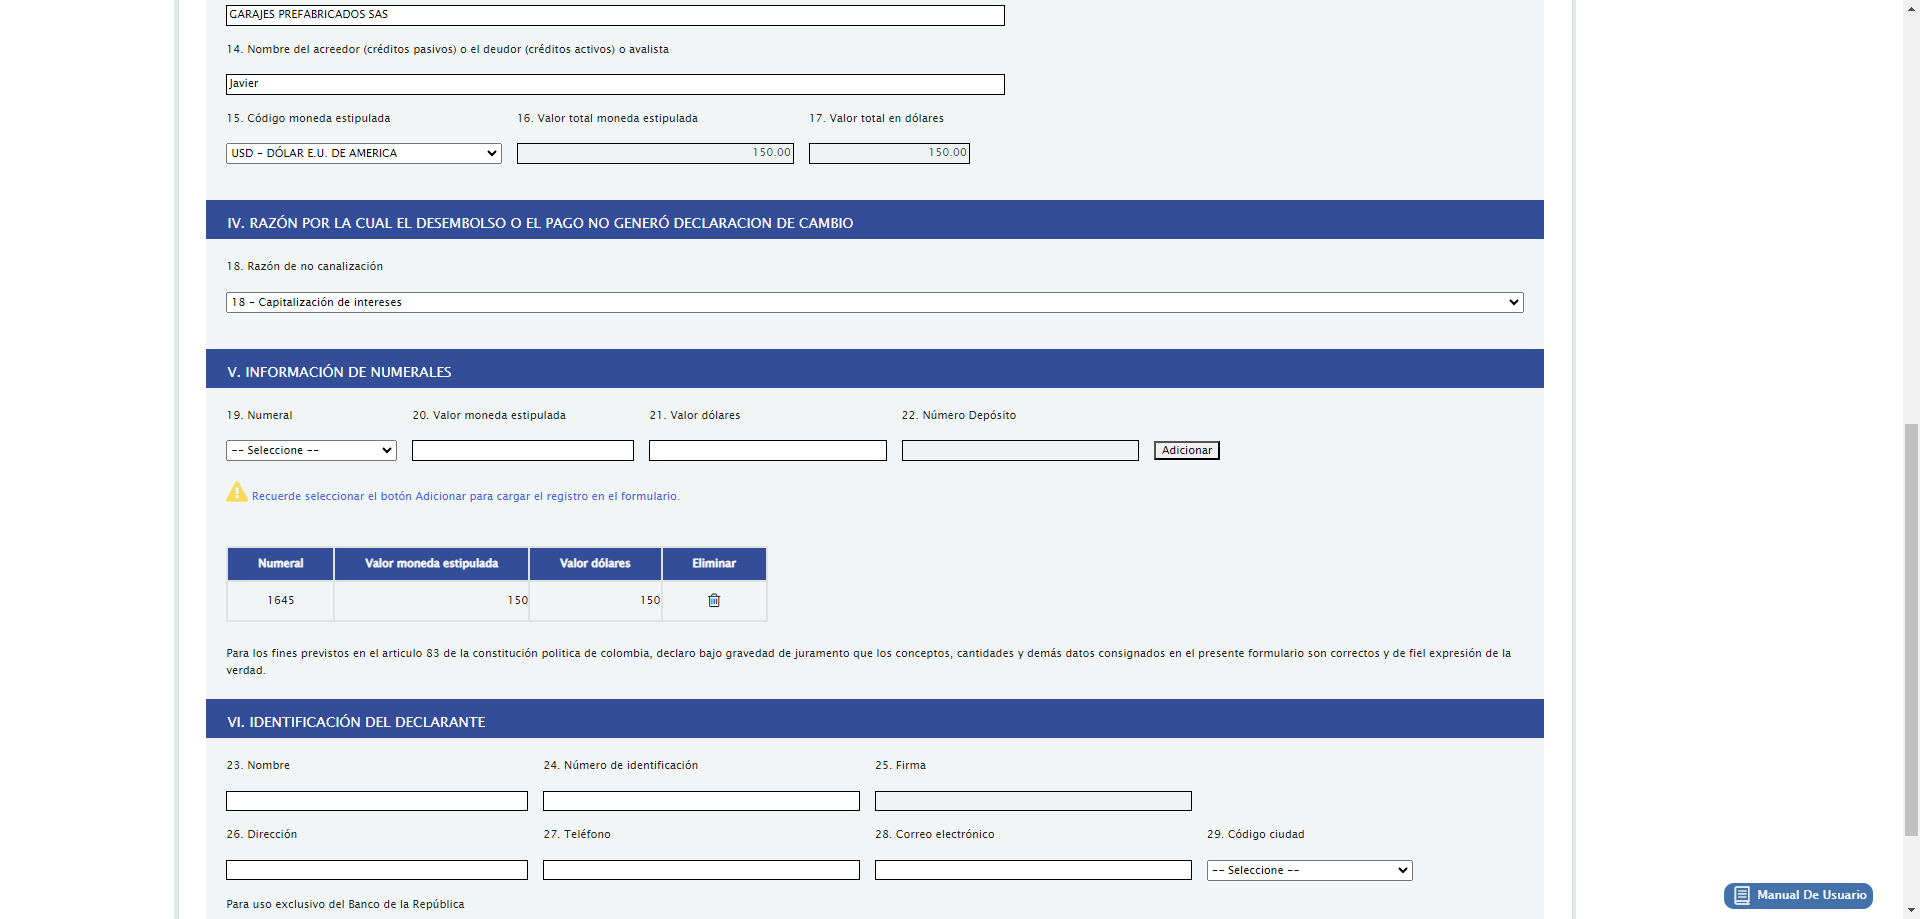 GARAJES PREFABRICADOS SAS
14. Nombre del acreedor (créditos pasivos) o el deudor (créditos activos) o avalista
Javier
15. Código moneda estipulada 16. Valor total moneda estipulada 17. Valor total en dólares
USD - DÓLAR E.U. DE AMERICA 150.00 150.00
IV. RAZÓN POR LA CUAL EL DESEMBOLSO O EL PAGO NO GENERÓ DECLARACION DE CAMBIO
18. Razón de no canalización
18 - Capitalización de intereses
V. INFORMACIÓN DE NUMERALES
19. Numeral 20. Valor moneda estipulada 21. Valor dólares 22. Número Depósito
-- Seleccione -- Adicionar
Recuerde seleccionar el botón Adicionar para cargar el registro en el formulario.
Numeral Valor moneda estipulada Valor dólares Eliminar
1645 150 150
Para los fines previstos en el articulo 83 de la constitución politica de colombia, declaro bajo gravedad de juramento que los conceptos, cantidades y demás datos consignados en el presente formulario son correctos y de fiel expresión de la
verdad.
VI. IDENTIFICACIÓN DEL DECLARANTE
23. Nombre 24. Número de identificación 25. Firma
26. Dirección 27. Teléfono 28. Correo electrónico 29. Código ciudad
-- Seleccione --
Manual De Usuario
Para uso exclusivo del Banco de la República